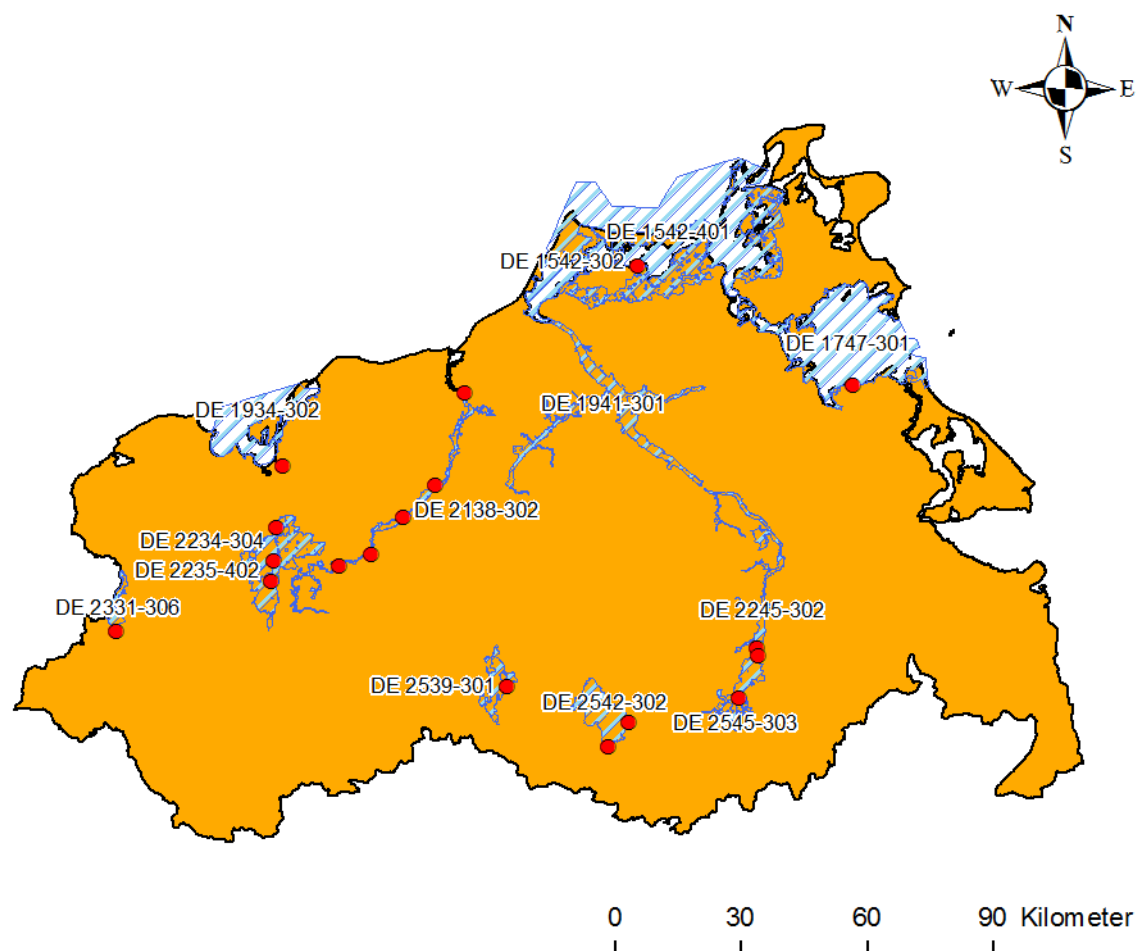 N
W E
S
DE 1542-401
DE 1542-302
DE 1747-301
DE 1934-302
DE 1941-301
DE 2138-302
DE 2234-304
DE 2235-402
DE 2331-306
DE 2245-302
DE 2539-301
DE 2542-302
DE 2545-303
0 30 60 90 Kilometer